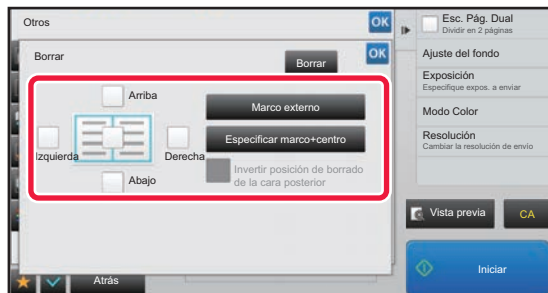 Otros
OK
Borrar
Borrar
OK
Arriba
Izquierda
Derecha
Abajo
Marco externo
Especificar marco+centro
Invertir posición de borrado
de la cara posterior
Atrás
Esc. Pág. Dual
Dividir en 2 páginas
Ajuste del fondo
Exposición
Especifique expos. a enviar
Modo Color
Resolución
Cambiar la resolución de envío
Vista previa
CA
Iniciar